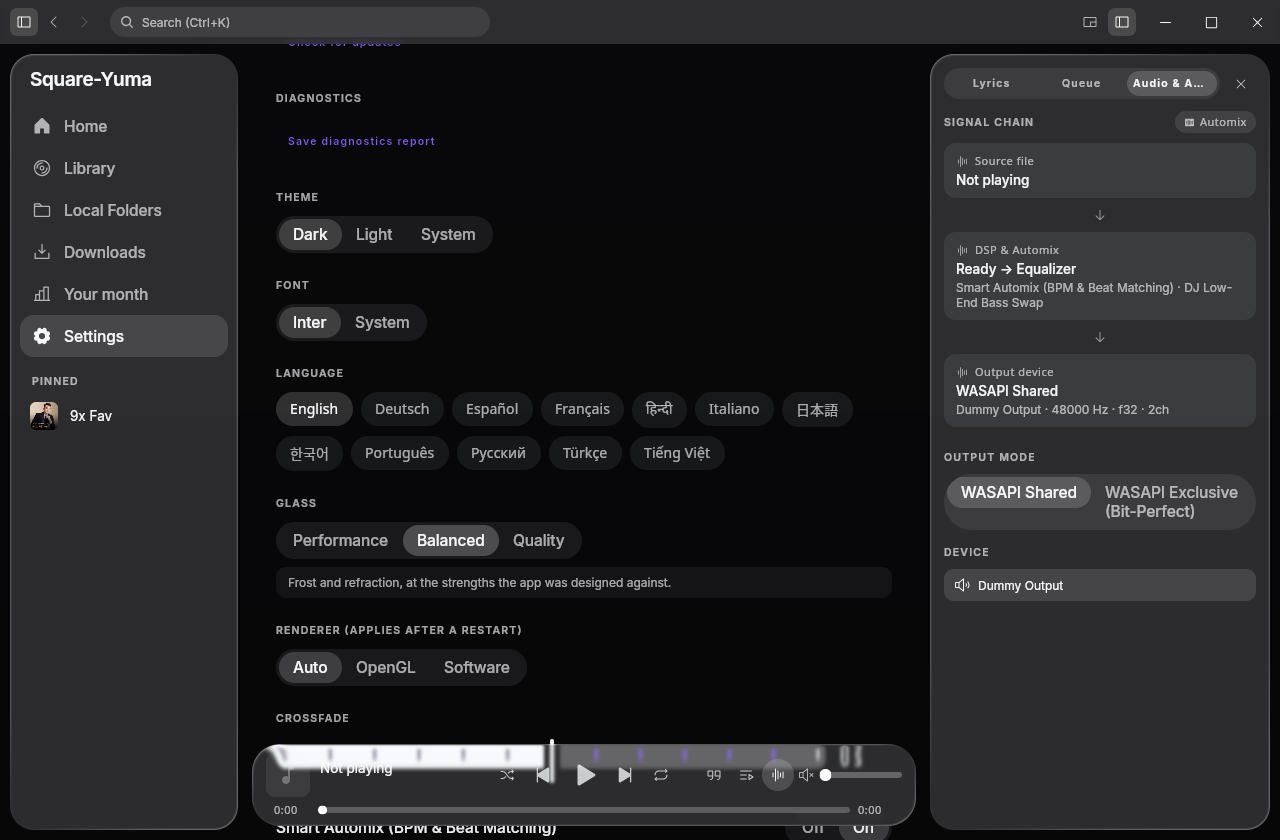 Search (Ctrl+K)
Square-Yuma
Home
Library
Local Folders
Downloads
Your month
Settings
PINNED
9x Fav
Check for updates
DIAGNOSTICS
Save diagnostics report
THEME
Dark Light System
FONT
Inter System
LANGUAGE
English Deutsch Español Français हिन्दी Italiano 日本語
한국어 Português Русский Türkçe Tiếng Việt
GLASS
Performance Balanced Quality
Frost and refraction, at the strengths the app was designed against.
RENDERER (APPLIES AFTER A RESTART)
Auto OpenGL Software
CROSSFADE
Not playing
0:00 0:00
Smart Automix (BPM & Beat Matching) Off On
Lyrics Queue Audio & A...
SIGNAL CHAIN Automix
Source file
Not playing
DSP & Automix
Ready → Equalizer
Smart Automix (BPM & Beat Matching) · DJ Low-
End Bass Swap
Output device
WASAPI Shared
Dummy Output · 48000 Hz · f32 · 2ch
OUTPUT MODE
WASAPI Shared WASAPI Exclusive
(Bit-Perfect)
DEVICE
Dummy Output